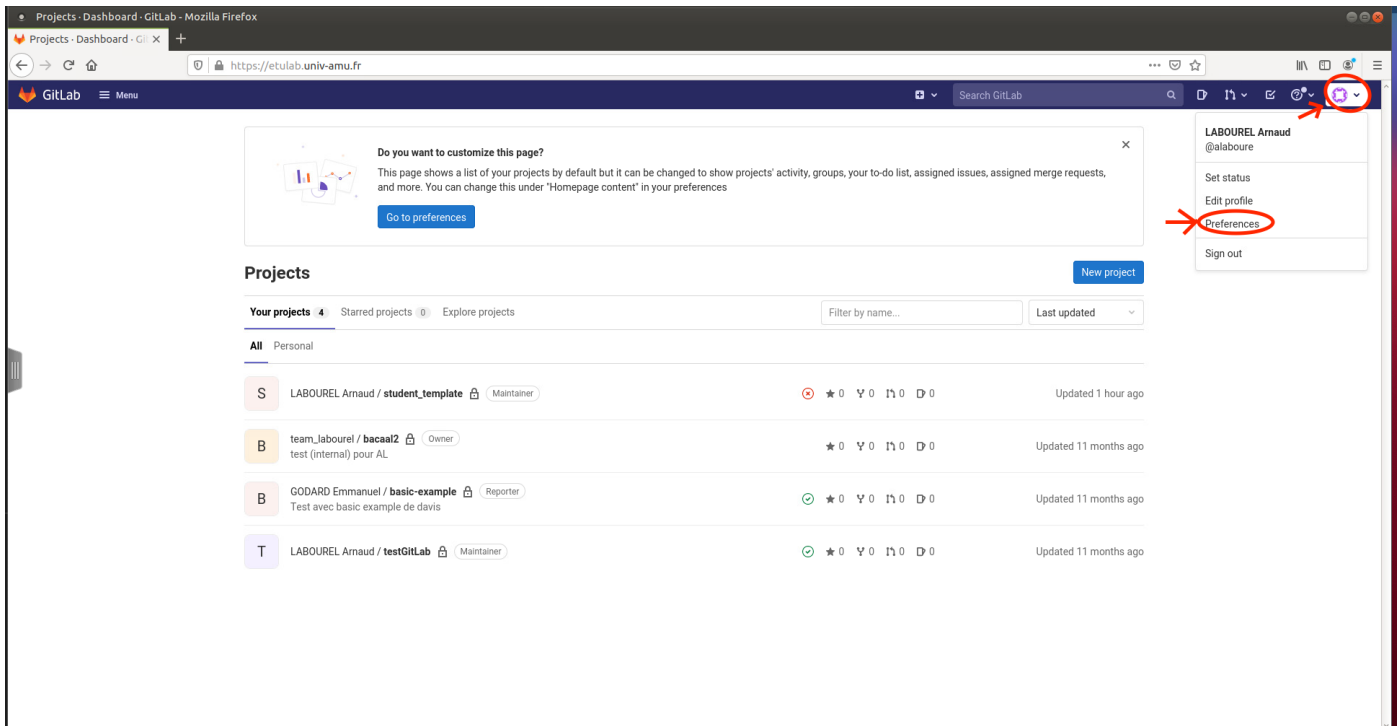 Projects · Dashboard · GitLab - Mozilla Firefox
Projects · Dashboard · Gi
https://etulab.univ-amu.fr
GitLab Menu Search GitLab
LABOUREL Arnaud
@alaboure
Set status
Edit profile
Preferences
Sign out
Do you want to customize this page?
This page shows a list of your projects by default but it can be changed to show projects' activity, groups, your to-do list, assigned issues, assigned merge requests,
and more. You can change this under "Homepage content" in your preferences
Go to preferences
Projects New project
Your projects 4 Starred projects 0 Explore projects Filter by name... Last updated
All Personal
S LABOUREL Arnaud / student_template Maintainer 0 0 0 0 Updated 1 hour ago
B team_labourel / bacaal2 Owner 0 0 0 0 Updated 11 months ago
test (internal) pour AL
B GODARD Emmanuel / basic-example Reporter 0 0 0 0 Updated 11 months ago
Test avec basic example de davis
T LABOUREL Arnaud / testGitLab Maintainer 0 0 0 0 Updated 11 months ago